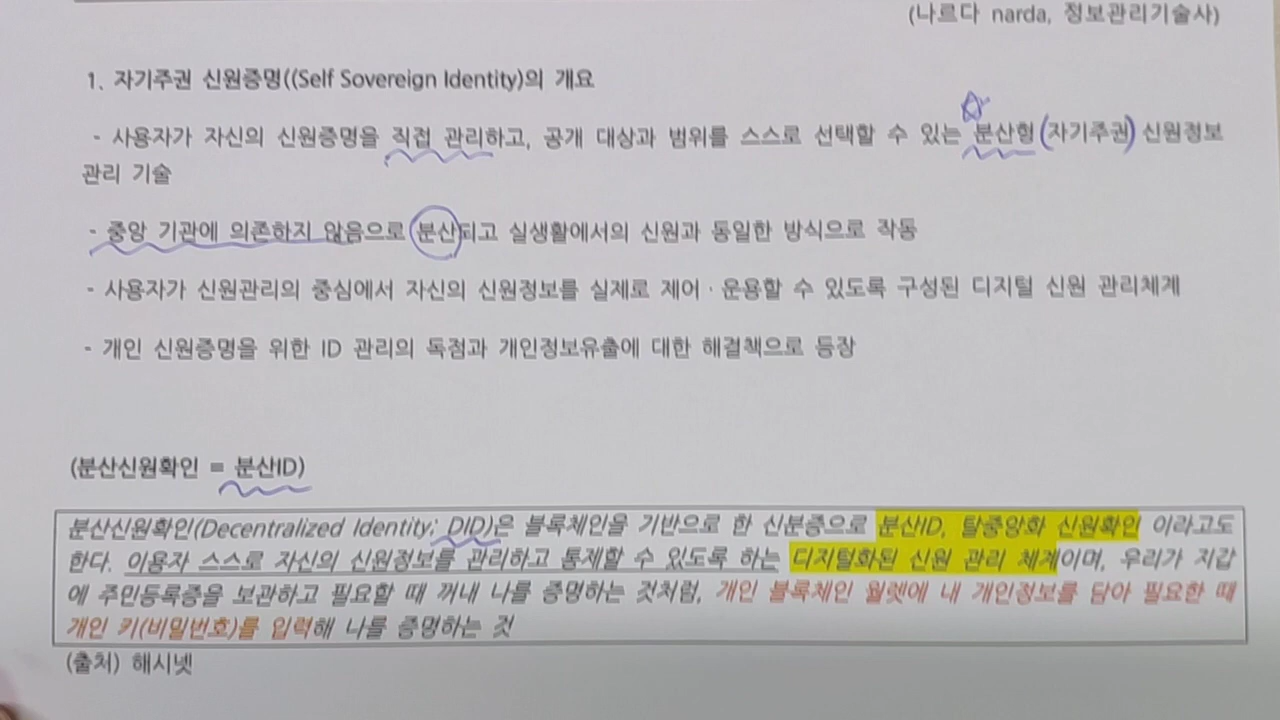 (나르다 narda, 정보관리기술사)
1. 자기주권 신원증명((Self Sovereign Identity)의 개요
- 사용자가 자신의 신원증명을 직접 관리하고, 공개 대상과 범위를 스스로 선택할 수 있는 분산형(자기주권) 신원정보
관리 기술
- 중앙 기관에 의존하지 않음으로 분산되고 실생활에서의 신원과 동일한 방식으로 작동
- 사용자가 신원관리의 중심에서 자신의 신원정보를 실제로 제어 · 운용할 수 있도록 구성된 디지털 신원 관리체계
- 개인 신원증명을 위한 ID 관리의 독점과 개인정보유출에 대한 해결책으로 등장
(분산신원확인 = 분산ID)
분산신원확인(Decentralized Identity; DID)은 블록체인을 기반으로 한 신분증으로 분산ID, 탈중앙화 신원확인 이라고도
한다. 이용자 스스로 자신의 신원정보를 관리하고 통제할 수 있도록 하는 디지털화된 신원 관리 체계이며, 우리가 지갑
에 주민등록증을 보관하고 필요할 때 꺼내 나를 증명하는 것처럼, 개인 블록체인 월렛에 내 개인정보를 담아 필요한 때
개인 키(비밀번호)를 입력해 나를 증명하는 것
(출처) 해시넷